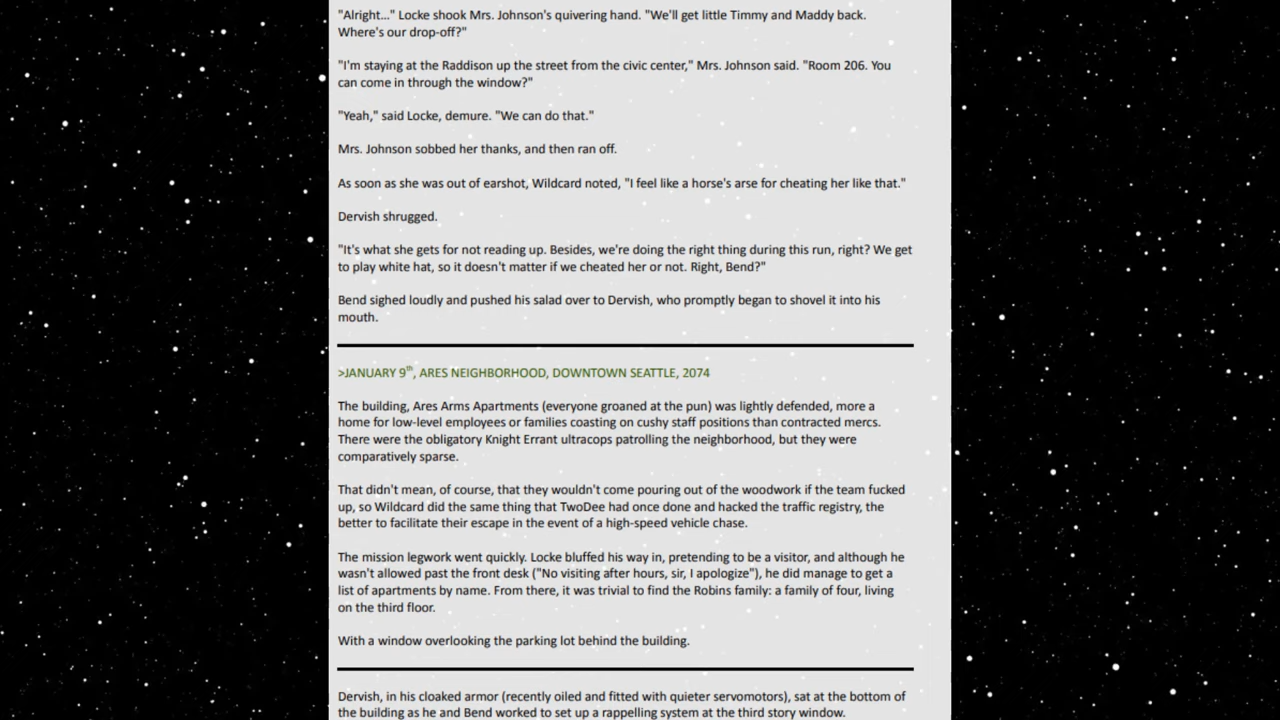 "Alright..." Locke shook Mrs. Johnson's quivering hand. "We'll get little Timmy and Maddy back.
Where's our drop-off?"
"I'm staying at the Raddison up the street from the civic center," Mrs. Johnson said. "Room 206. You
can come in through the window?"
"Yeah," said Locke, demure. "We can do that."
Mrs. Johnson sobbed her thanks, and then ran off.
As soon as she was out of earshot, Wildcard noted, "I feel like a horse's arse for cheating her like that."
Dervish shrugged.
"It's what she gets for not reading up. Besides, we're doing the right thing during this run, right? We get
to play white hat, so it doesn't matter if we cheated her or not. Right, Bend?"
Bend sighed loudly and pushed his salad over to Dervish, who promptly began to shovel it into his
mouth.
>JANUARY 9th, ARES NEIGHBORHOOD, DOWNTOWN SEATTLE, 2074
The building, Ares Arms Apartments (everyone groaned at the pun) was lightly defended, more a
home for low-level employees or families coasting on cushy staff positions than contracted mercs.
There were the obligatory Knight Errant ultracops patrolling the neighborhood, but they were
comparatively sparse.
That didn't mean, of course, that they wouldn't come pouring out of the woodwork if the team fucked
up, so Wildcard did the same thing that TwoDee had once done and hacked the traffic registry, the
better to facilitate their escape in the event of a high-speed vehicle chase.
The mission legwork went quickly. Locke bluffed his way in, pretending to be a visitor, and although he
wasn't allowed past the front desk ("No visiting after hours, sir, I apologize"), he did manage to get a
list of apartments by name. From there, it was trivial to find the Robins family: a family of four, living
on the third floor.
With a window overlooking the parking lot behind the building.
Dervish, in his cloaked armor (recently oiled and fitted with quieter servomotors), sat at the bottom of
the building as he and Bend worked to set up a rappelling system at the third story window.